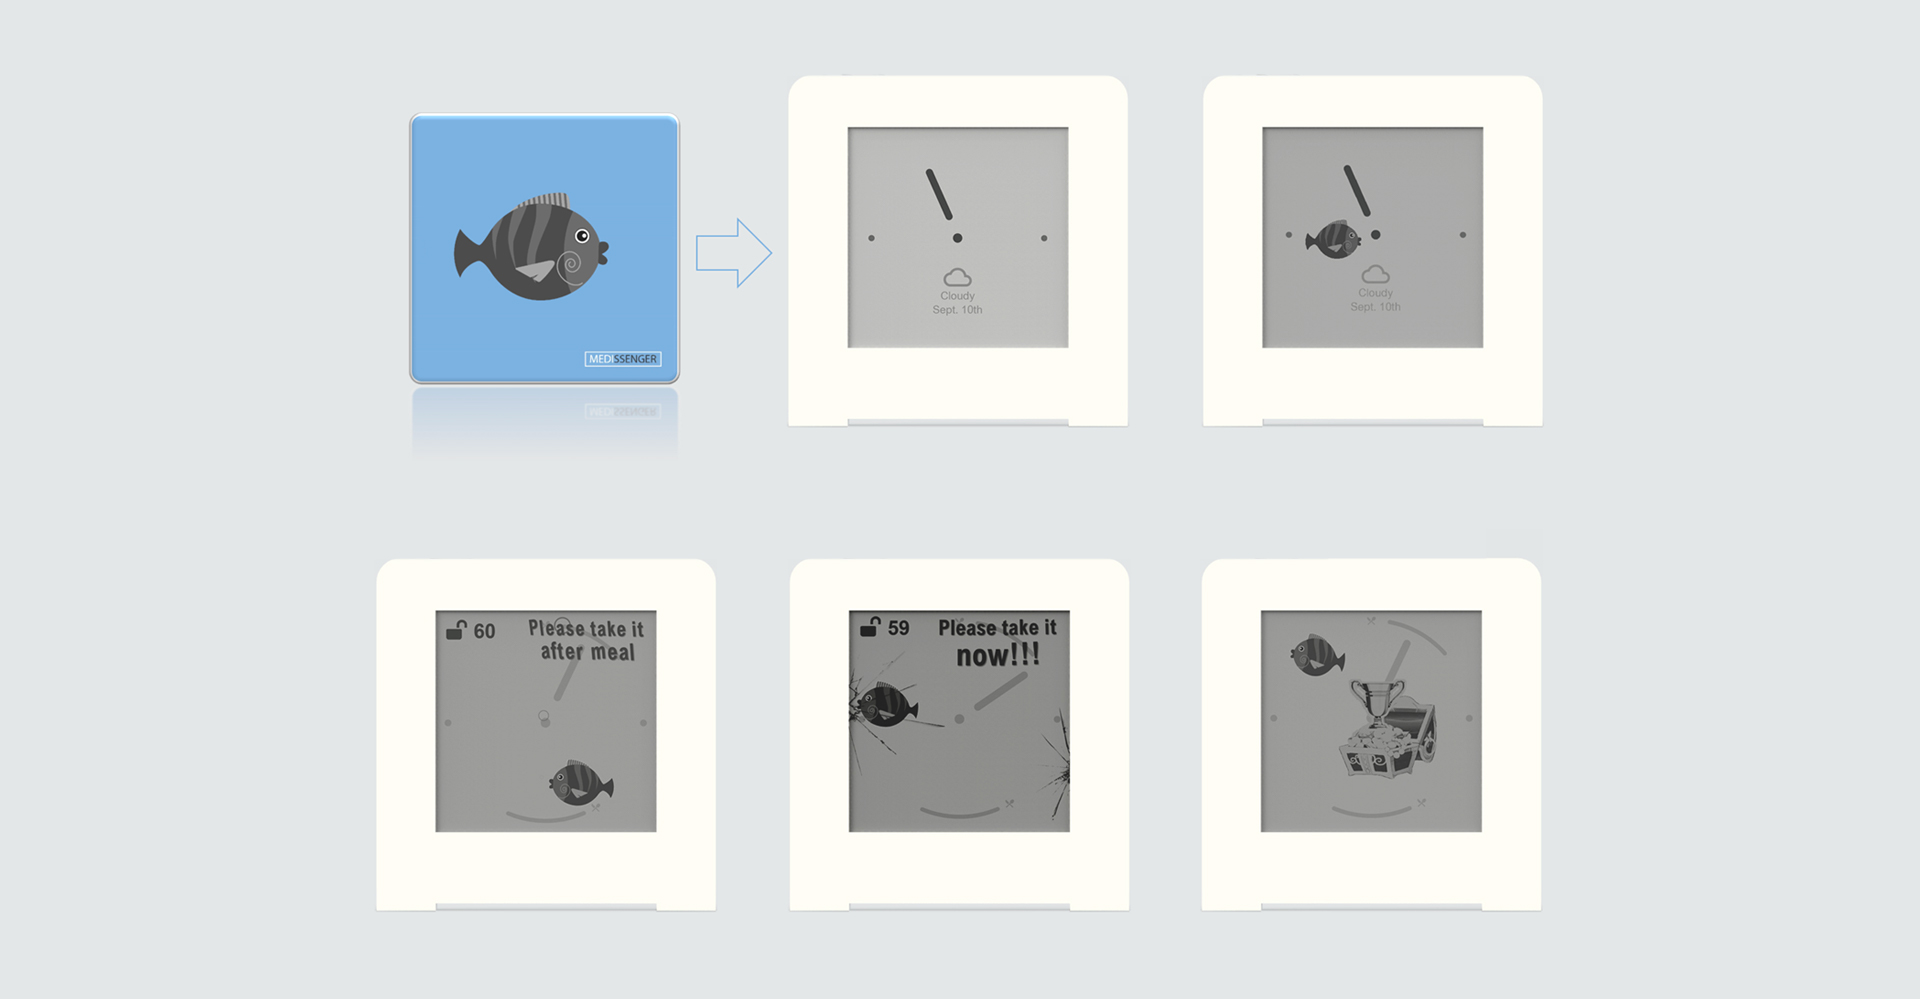 MEDISSENGER
Cloudy
Sept. 10th
Cloudy
Sept. 10th
60
Please take it
after meal
59
Please take it
now!!!